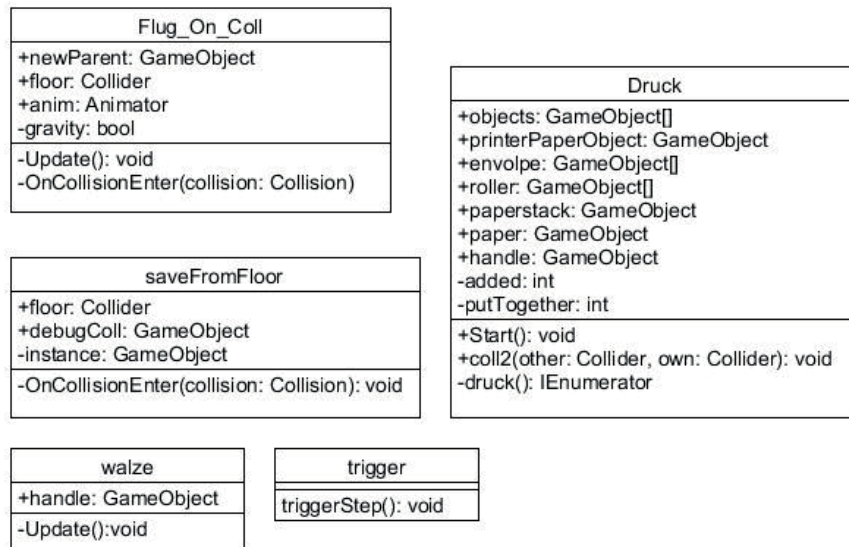 Flug_On_Coll
+newParent: GameObject
+floor: Collider
+anim: Animator
-gravity: bool
-Update(): void
-OnCollisionEnter(collision: Collision)
Druck
+objects: GameObject[]
+printerPaperObject: GameObject
+envolpe: GameObject[]
+roller: GameObject[]
+paperstack: GameObject
+paper: GameObject
+handle: GameObject
-added: int
-putTogether: int
+Start(): void
+coll2(other: Collider, own: Collider): void
-druck(): IEnumerator
saveFromFloor
+floor: Collider
+debugColl: GameObject
-instance: GameObject
-OnCollisionEnter(collision: Collision): void
walze
+handle: GameObject
-Update():void
trigger
triggerStep(): void